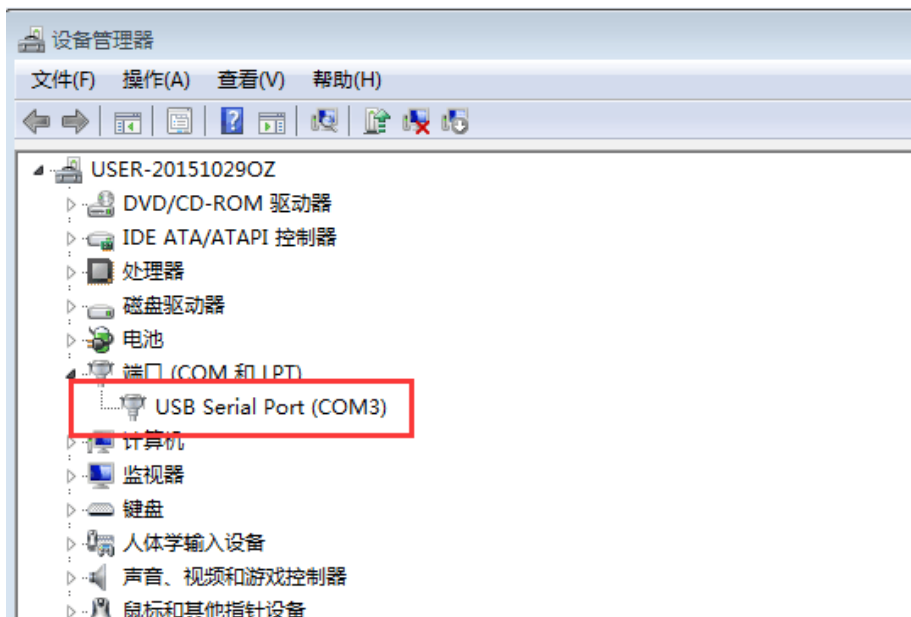 设备管理器
文件(F) 操作(A) 查看(V) 帮助(H)
USER-20151029OZ
DVD/CD-ROM 驱动器
IDE ATA/ATAPI 控制器
处理器
磁盘驱动器
电池
端口 (COM 和 LPT)
USB Serial Port (COM3)
计算机
监视器
键盘
人体学输入设备
声音、视频和游戏控制器
鼠标和其他指针设备